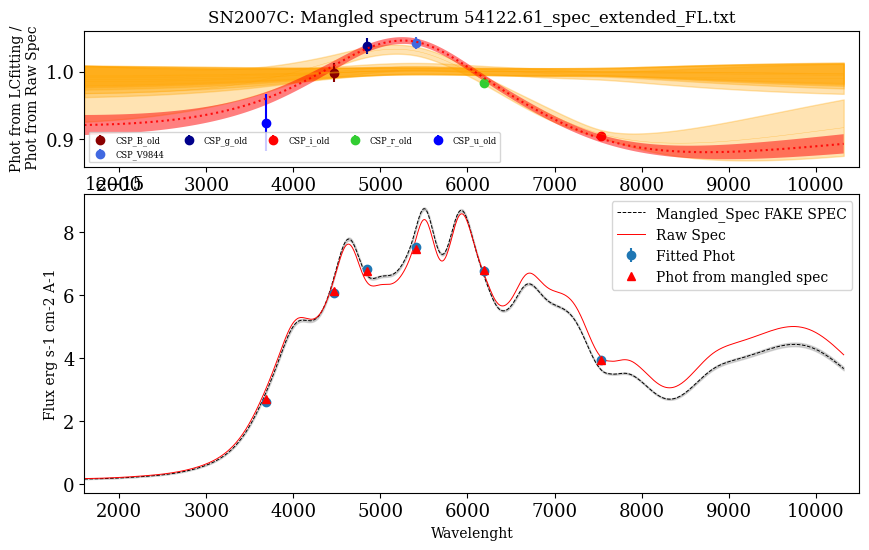 SN2007C: Mangled spectrum 54122.61_spec_extended_FL.txt
Phot from LCfitting /
Phot from Raw Spec
1.0
0.9
CSP_B_old CSP_g_old CSP_i_old CSP_r_old CSP_u_old
CSP_V9844
2000 3000 4000 5000 6000 7000 8000 9000 10000
1e−15
Flux erg s-1 cm-2 A-1
8
6
4
2
0
Mangled_Spec FAKE SPEC
Raw Spec
Fitted Phot
Phot from mangled spec
2000 3000 4000 5000 6000 7000 8000 9000 10000
Wavelenght